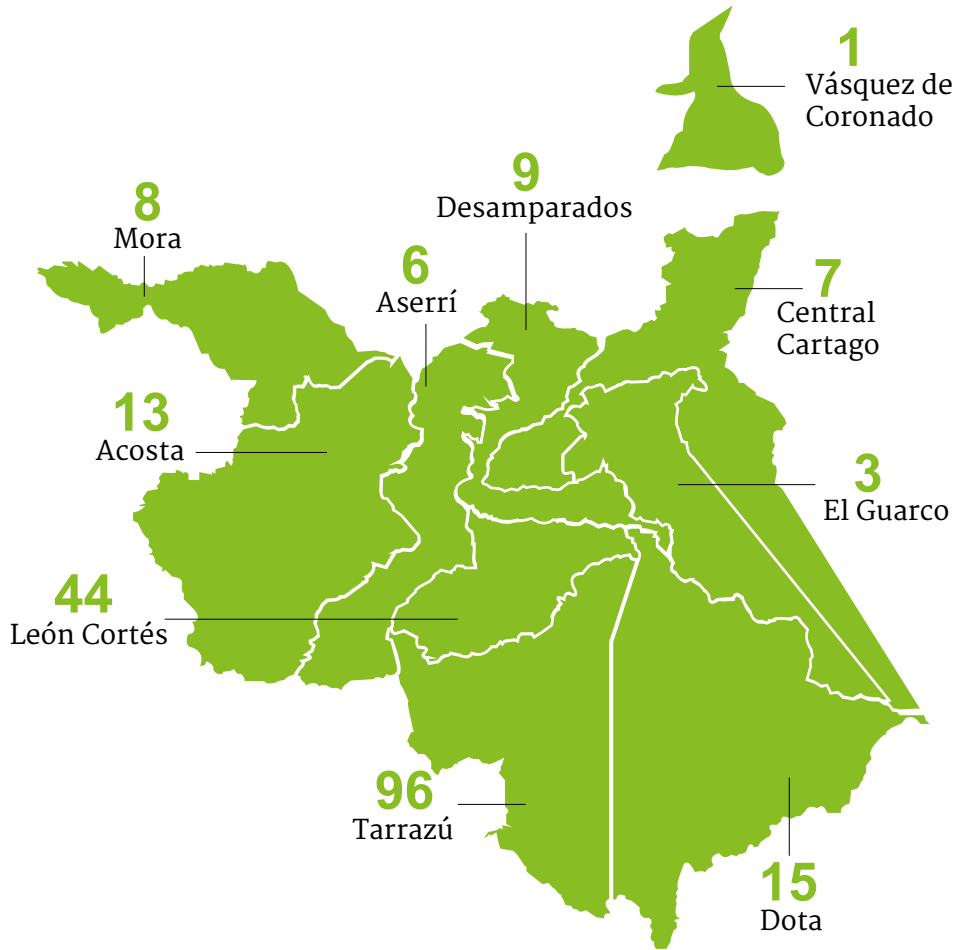 1
Vásquez de
Coronado
9
Desamparados
8
Mora
6
Aserrí
7
Central
Cartago
13
Acosta
3
El Guarco
44
León Cortés
96
Tarrazú
15
Dota